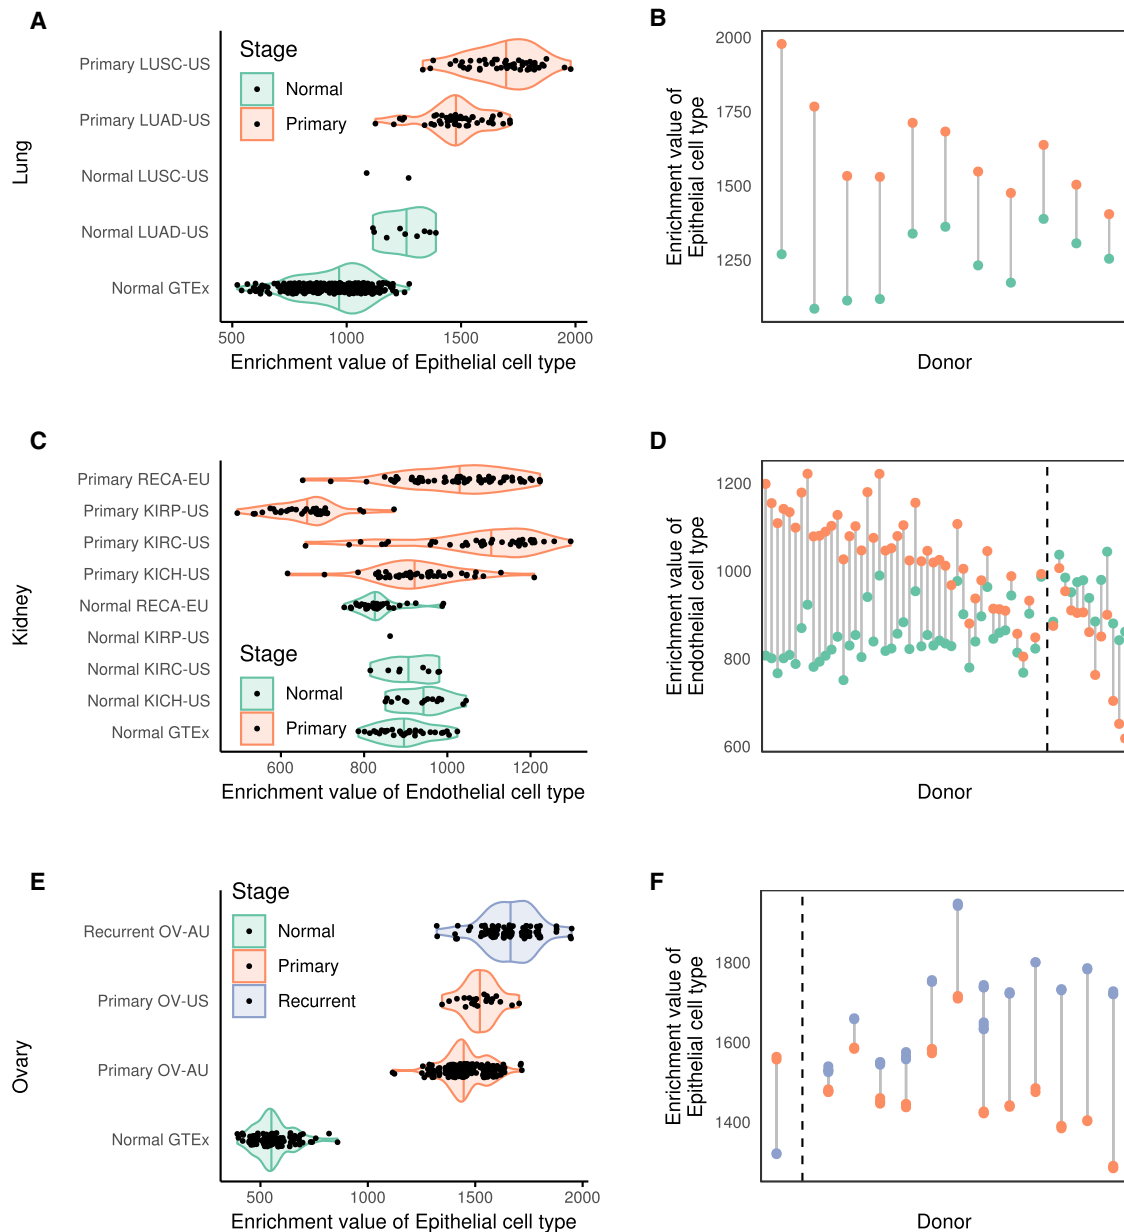 A
Lung
Primary LUSC-US
Primary LUAD-US
Normal LUSC-US
Normal LUAD-US
Normal GTEx
Stage
Normal
Primary
500 1000 1500 2000
Enrichment value of Epithelial cell type
B
Enrichment value of
Epithelial cell type
2000
1750
1500
1250
Donor
C
Kidney
Primary RECA-EU
Primary KIRP-US
Primary KIRC-US
Primary KICH-US
Normal RECA-EU
Normal KIRP-US
Normal KIRC-US
Normal KICH-US
Normal GTEx
Stage
Normal
Primary
600 800 1000 1200
Enrichment value of Endothelial cell type
D
Enrichment value of
Endothelial cell type
1200
1000
800
600
Donor
E
Ovary
Recurrent OV-AU
Primary OV-US
Primary OV-AU
Normal GTEx
Stage
Normal
Primary
Recurrent
500 1000 1500 2000
Enrichment value of Epithelial cell type
F
Enrichment value of
Epithelial cell type
1800
1600
1400
Donor